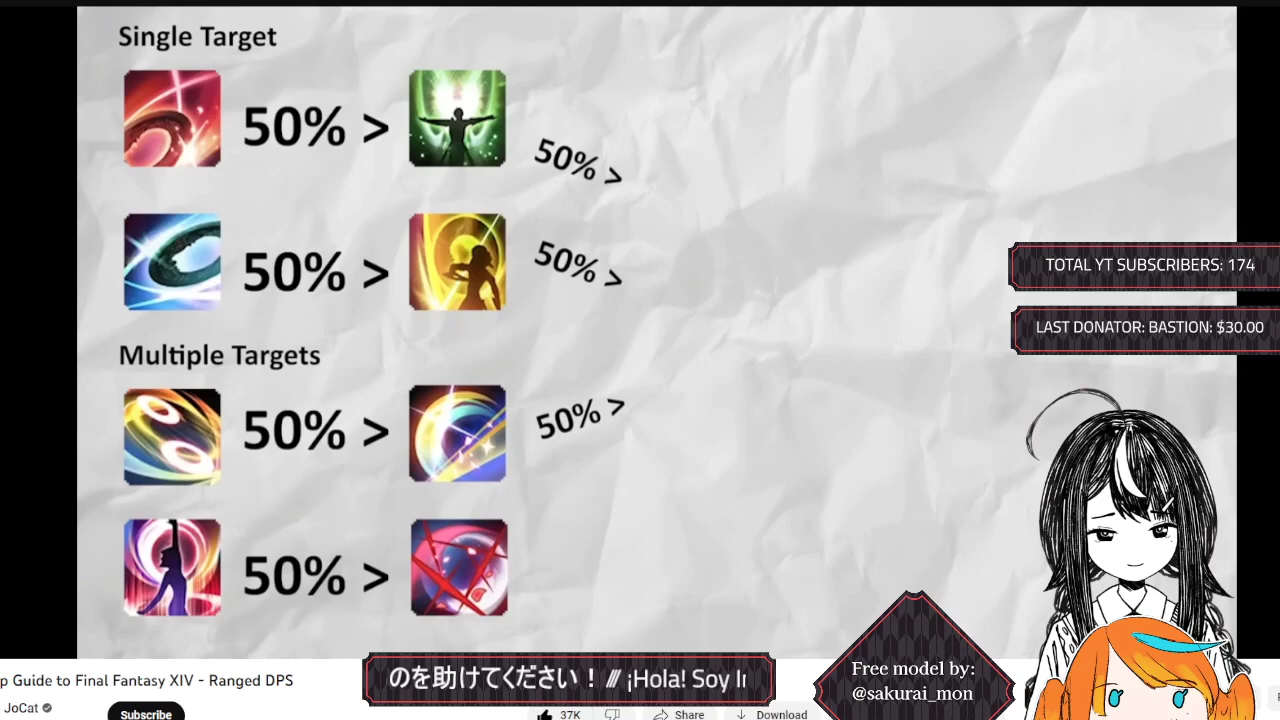 Single Target
50% >
50% >
50% >
50% >
Multiple Targets
50% >
50% >
50% >
TOTAL YT SUBSCRIBERS: 174
LAST DONATOR: BASTION: $30.00
のを助けてください！ /// ¡Hola! Soy
Free model by:
@sakurai_mon
p Guide to Final Fantasy XIV - Ranged DPS
JoCat
Subscribe
37K
Share
Download